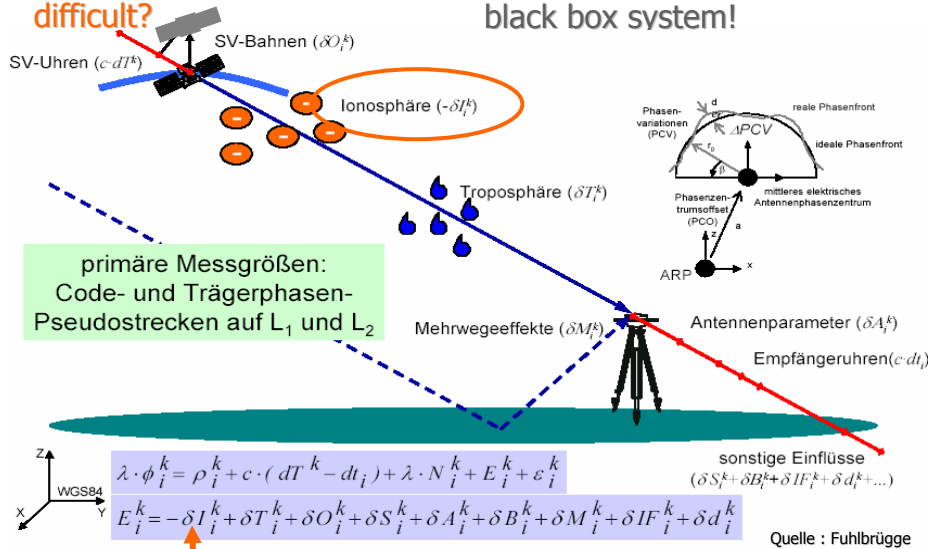 difficult?
black box system!
SV-Bahnen (δO_i^k)
SV-Uhren (c·dT^k)
Ionosphäre (-δI_i^k)
d
Phasen-
variationen
(PCV)
reale Phasenfront
ΔPCV
ideale Phasenfront
r_0
β
mittleres elektrisches
Antennenphasenzentrum
Phasenzen-
trumsoffset
(PCO)
z
a
ARP
x
Troposphäre (δT_i^k)
primäre Messgrößen:
Code- und Trägerphasen-
Pseudostrecken auf L₁ und L₂
Mehrwegeeffekte (δM_i^k)
Antennenparameter (δA_i^k)
Empfängeruhren(c·dt_i)
sonstige Einflüsse
(δS_i^k+δB_i^k+δIF_i^k+δd_i^k+...)
Z
WGS84
X
Y
λ·ϕ_i^k = ρ_i^k + c·(dT^k − dt_i) + λ·N_i^k + E_i^k + ε_i^k
E_i^k = −δI_i^k + δT_i^k + δO_i^k + δS_i^k + δA_i^k + δB_i^k + δM_i^k + δIF_i^k + δd_i^k
Quelle : Fuhlbrügge